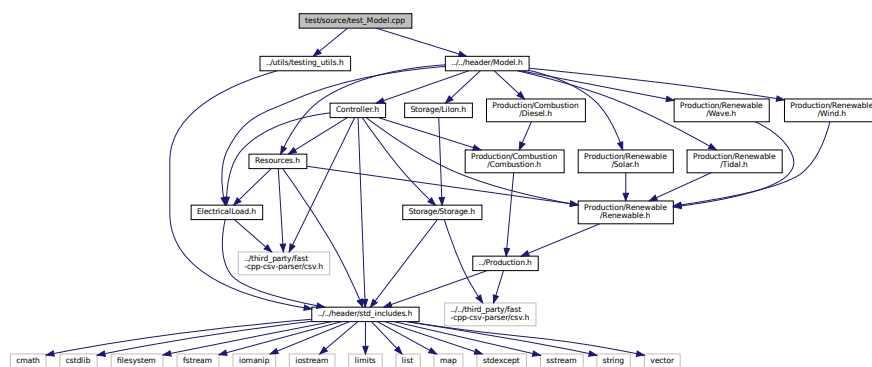 test/source/test_Model.cpp
../utils/testing_utils.h
../../header/Model.h
Controller.h
Storage/LiIon.h
Production/Combustion
/Diesel.h
Production/Renewable
/Wave.h
Production/Renewable
/Wind.h
Resources.h
Production/Combustion
/Combustion.h
Production/Renewable
/Solar.h
Production/Renewable
/Tidal.h
ElectricalLoad.h
Storage/Storage.h
Production/Renewable
/Renewable.h
../third_party/fast
-cpp-csv-parser/csv.h
../Production.h
../../header/std_includes.h
../../third_party/fast
-cpp-csv-parser/csv.h
cmath
cstdlib
filesystem
fstream
iomanip
iostream
limits
list
map
stdexcept
sstream
string
vector